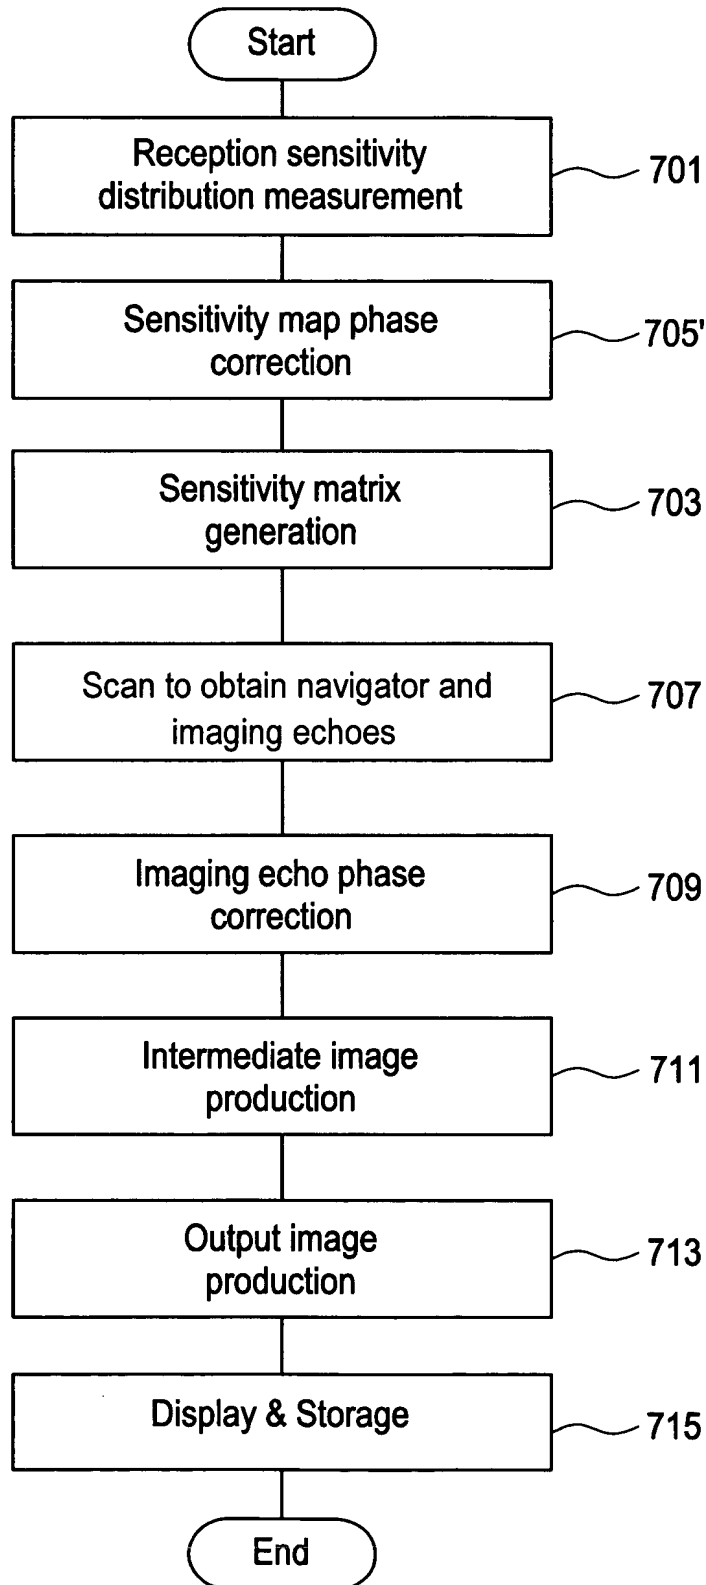 Start
Reception sensitivity
distribution measurement
701
Sensitivity map phase
correction
705'
Sensitivity matrix
generation
703
Scan to obtain navigator and
imaging echoes
707
Imaging echo phase
correction
709
Intermediate image
production
711
Output image
production
713
Display & Storage
715
End